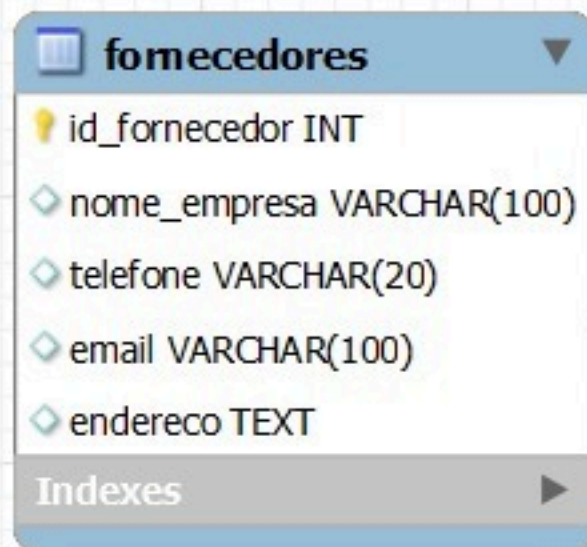 fornecedores
id_fornecedor INT
nome_empresa VARCHAR(100)
telefone VARCHAR(20)
email VARCHAR(100)
endereco TEXT
Indexes